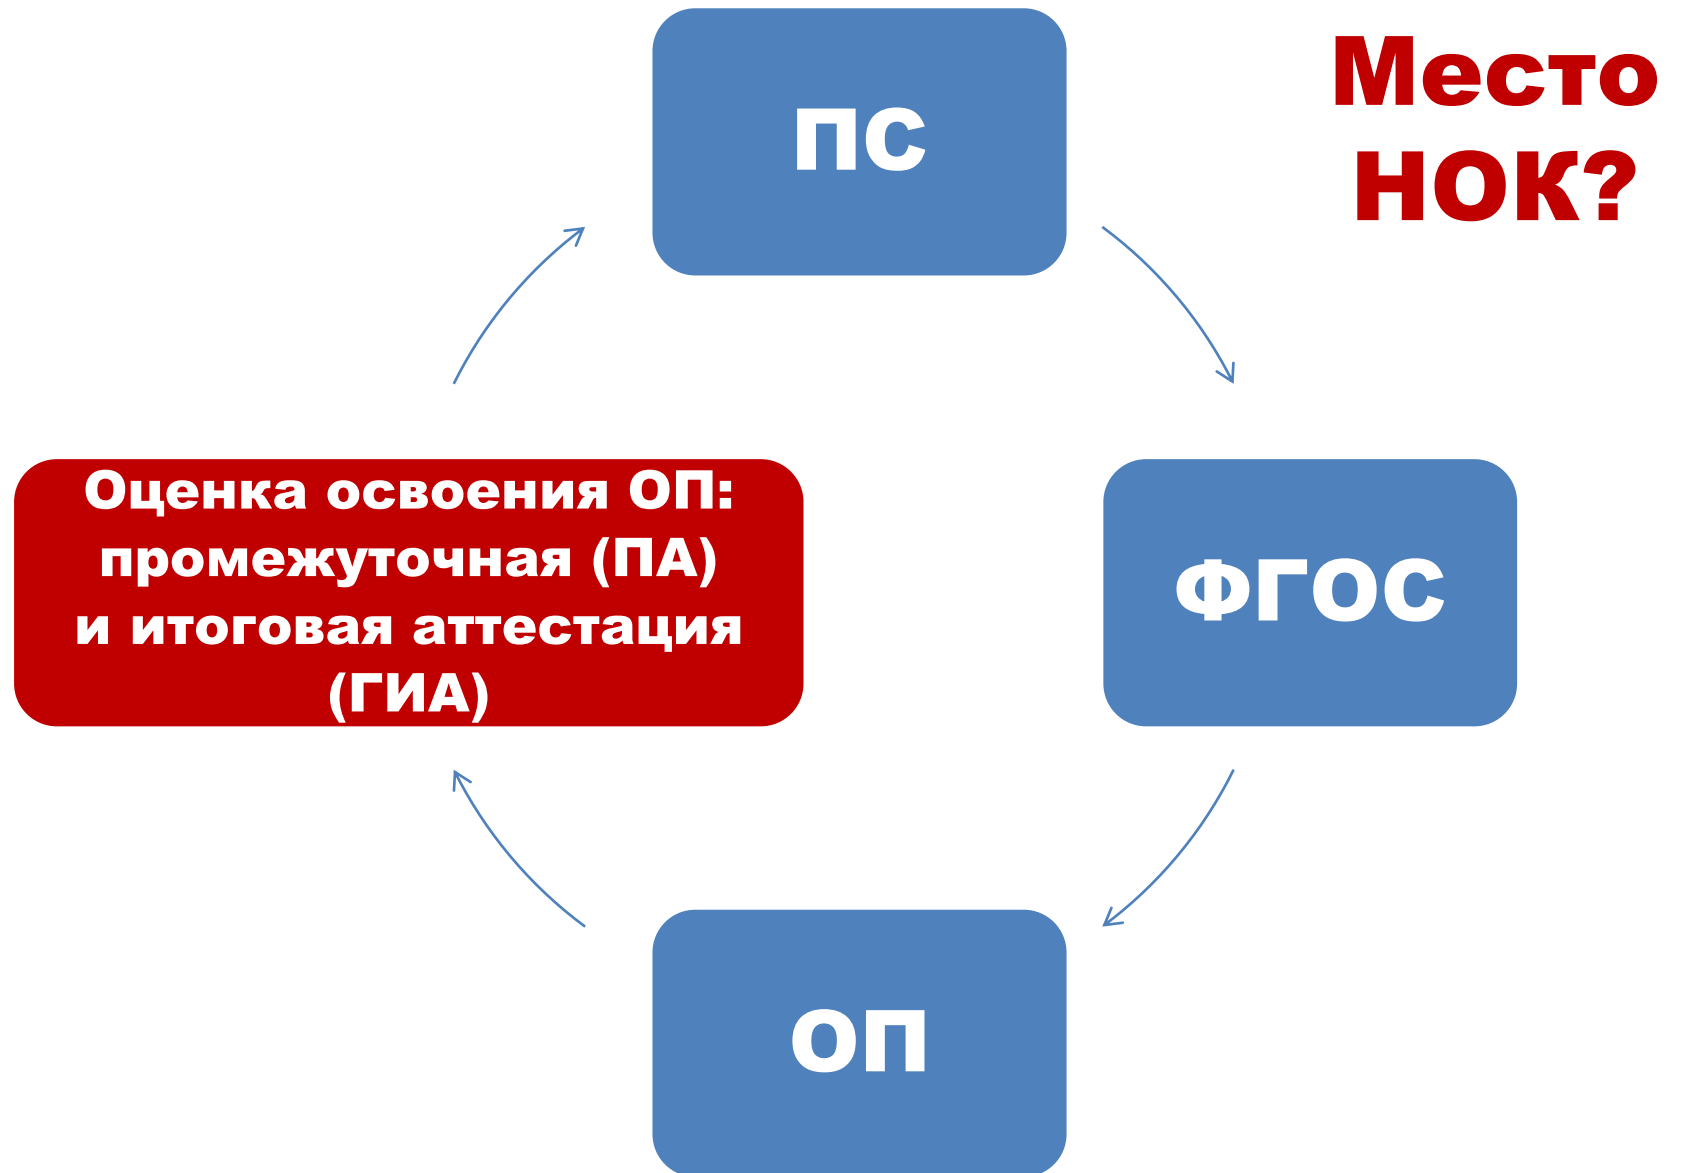 ПС
Место
НОК?
Оценка освоения ОП:
промежуточная (ПА)
и итоговая аттестация
(ГИА)
ФГОС
ОП